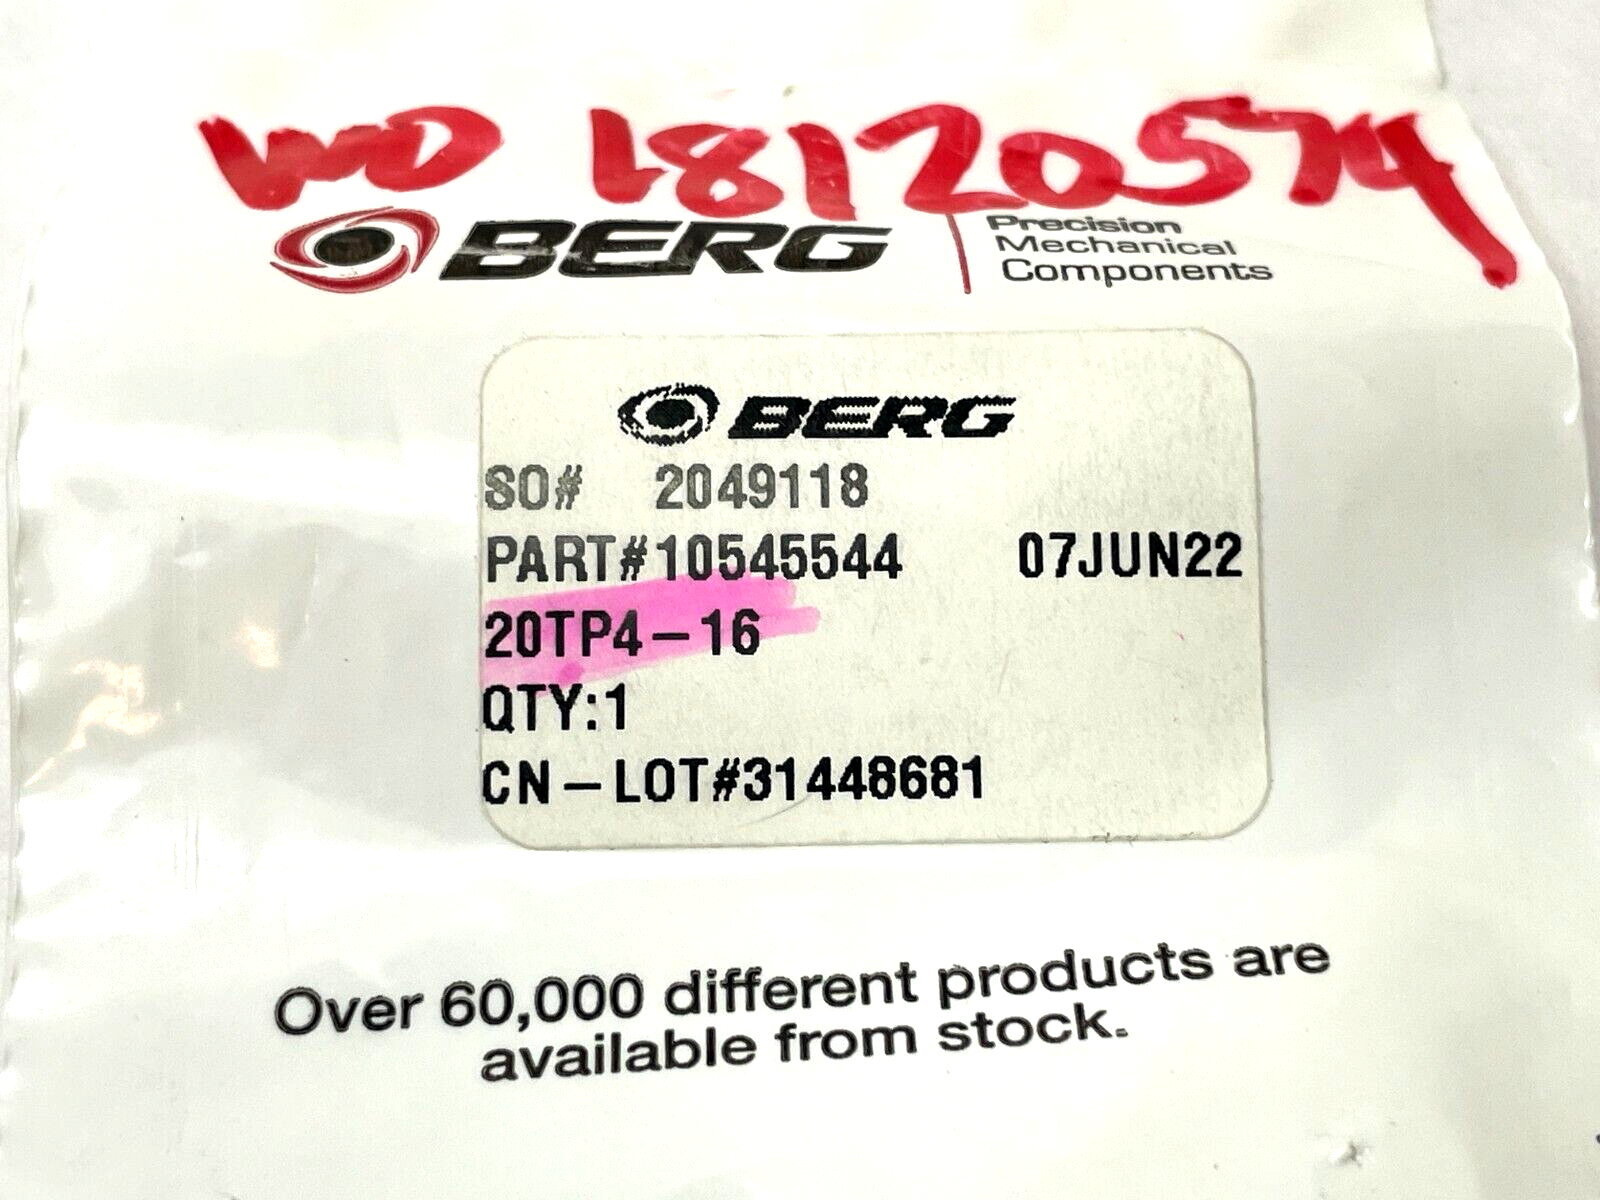 WO 18120574
BERG
Precision
Mechanical
Components
BERG
SO# 2049118
PART#10545544 07JUN22
20TP4-16
QTY:1
CN-LOT#31448681
Over 60,000 different products are
available from stock.